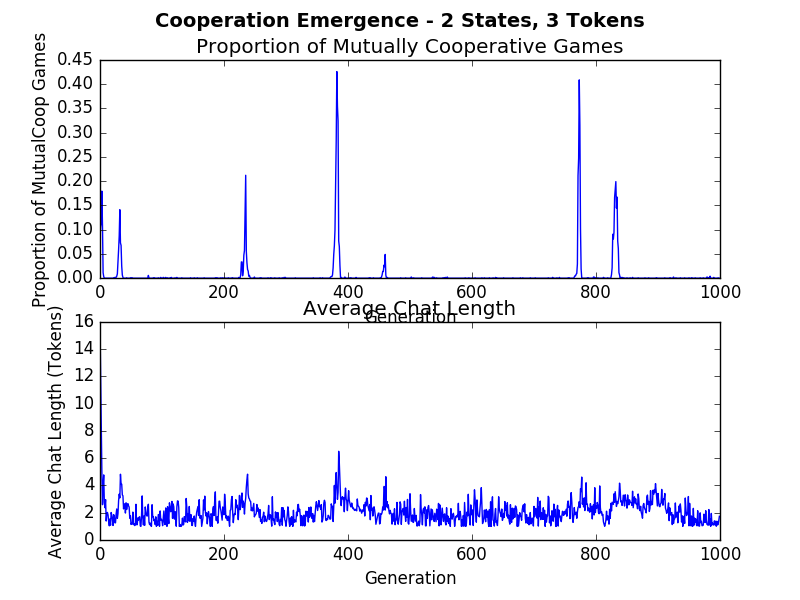 Cooperation Emergence - 2 States, 3 Tokens
Proportion of Mutually Cooperative Games
Proportion of MutualCoop Games
0.45
0.40
0.35
0.30
0.25
0.20
0.15
0.10
0.05
0.00
0 200 400 600 800 1000
Generation
Average Chat Length
Average Chat Length (Tokens)
16
14
12
10
8
6
4
2
0
0 200 400 600 800 1000
Generation